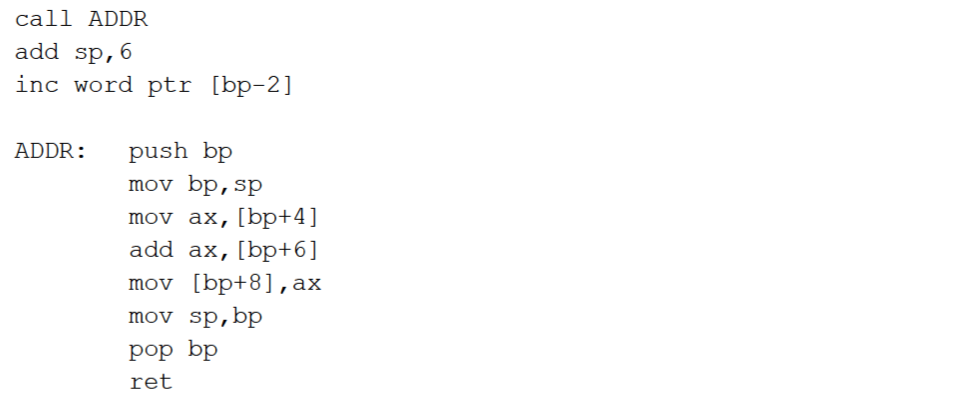 call ADDR
add sp,6
inc word ptr [bp-2]
ADDR: push bp
mov bp,sp
mov ax,[bp+4]
add ax,[bp+6]
mov [bp+8],ax
mov sp,bp
pop bp
ret